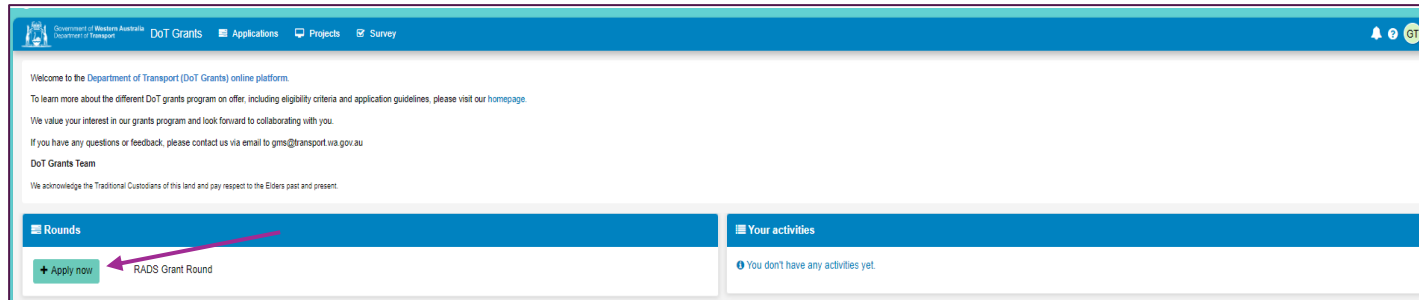 Government of Western Australia
Department of Transport
DoT Grants Applications Projects Survey GT
Welcome to the Department of Transport (DoT Grants) online platform.
To learn more about the different DoT grants program on offer, including eligibility criteria and application guidelines, please visit our homepage.
We value your interest in our grants program and look forward to collaborating with you.
If you have any questions or feedback, please contact us via email to gms@transport.wa.gov.au
DoT Grants Team
We acknowledge the Traditional Custodians of this land and pay respect to the Elders past and present.
Rounds
+ Apply now RADS Grant Round
Your activities
You don't have any activities yet.